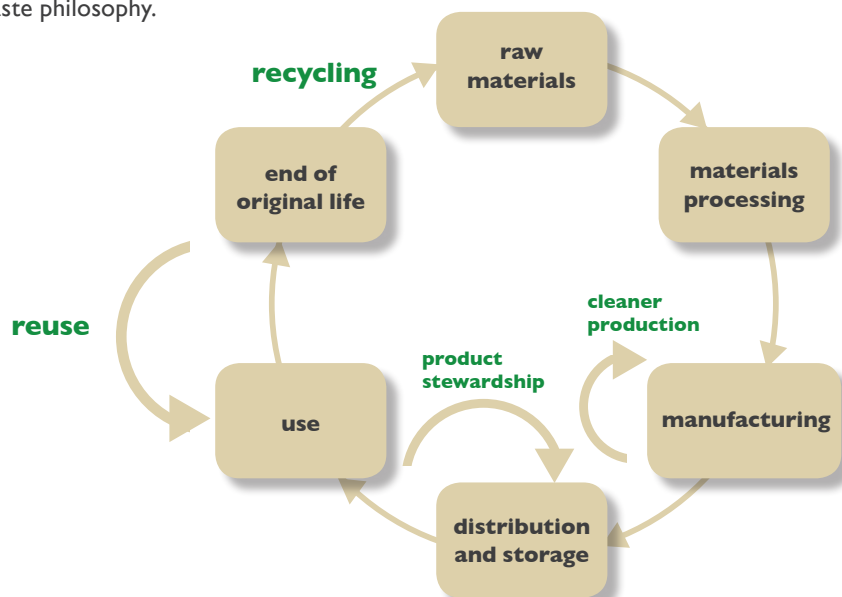 aste philosophy.
raw
materials
recycling
end of
original life
materials
processing
cleaner
production
reuse
product
stewardship
use
manufacturing
distribution
and storage